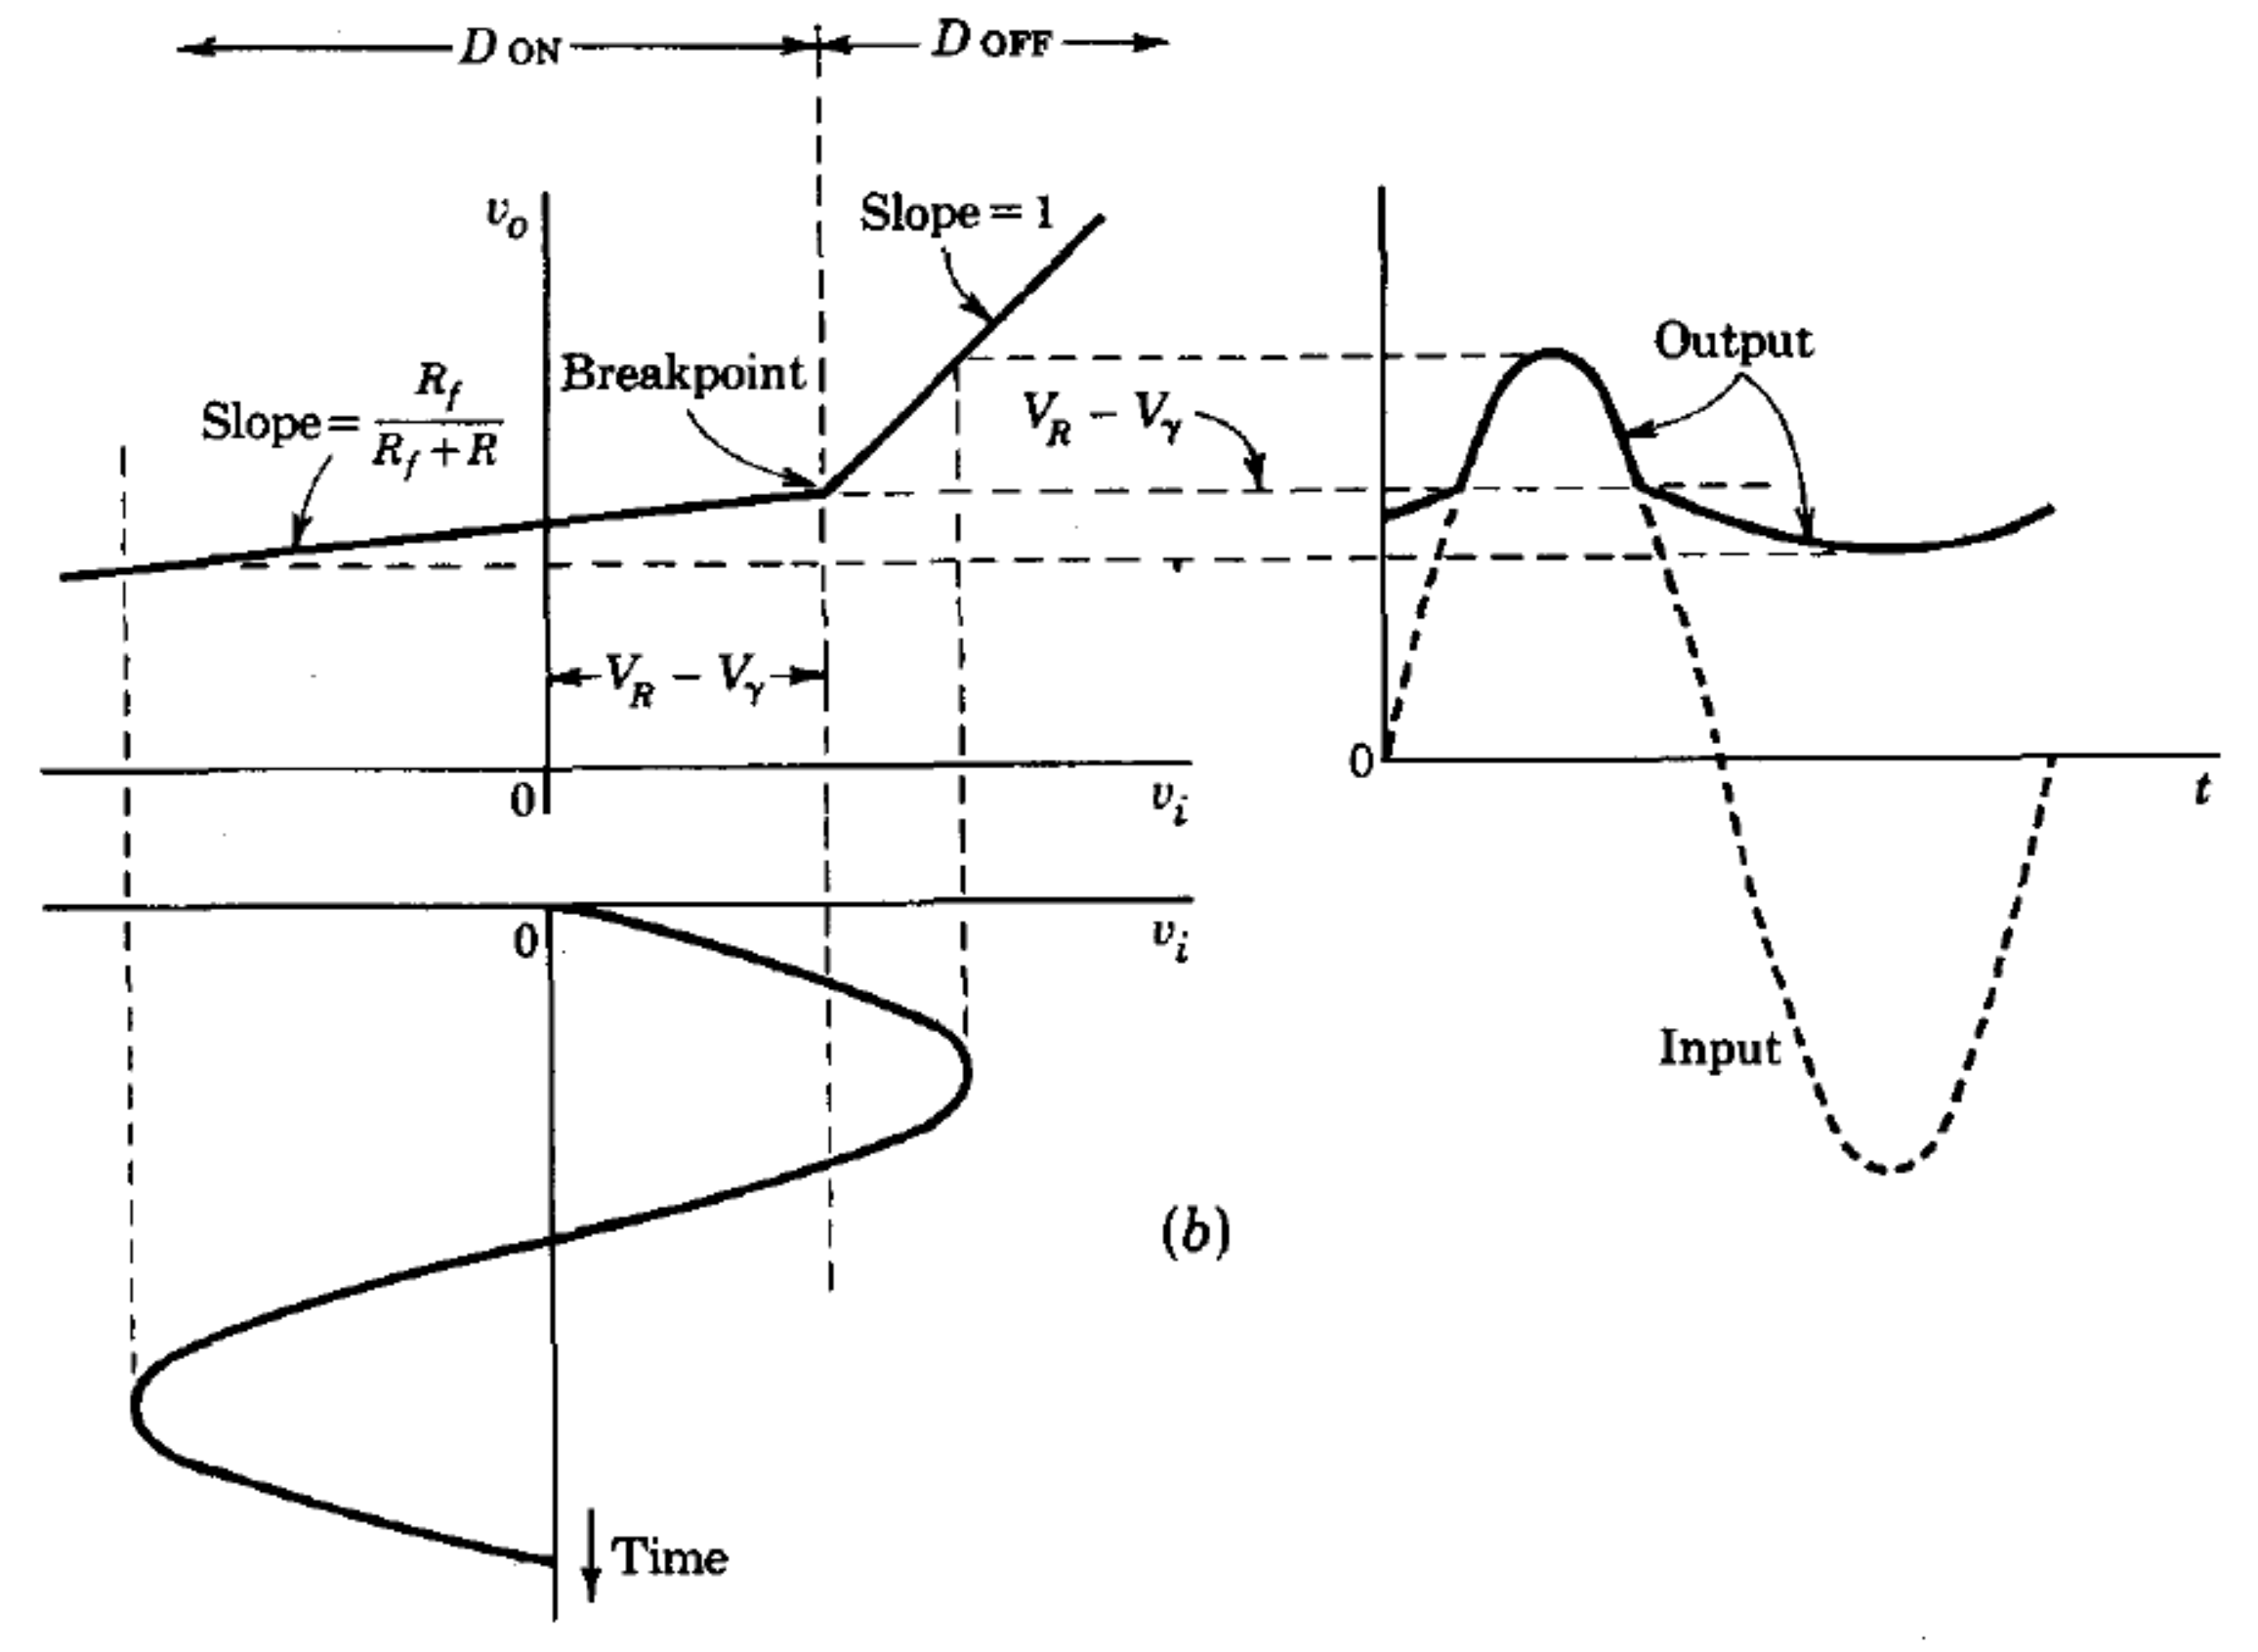 D ON D OFF
v_o
Slope = 1
Output
Breakpoint
Slope = R_f / (R_f + R)
V_R − V_γ
V_R − V_γ
0
0
v_i
t
0
v_i
Input
(b)
Time